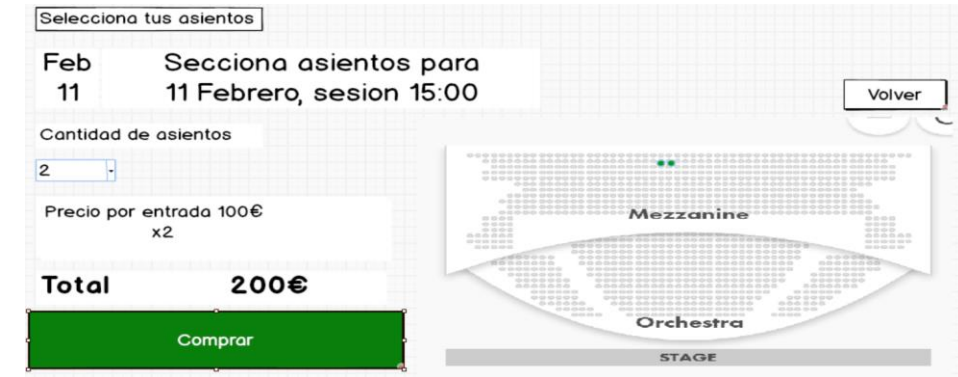 Selecciona tus asientos
Feb
11
Secciona asientos para
11 Febrero, sesion 15:00
Volver
Cantidad de asientos
2
Precio por entrada 100€
x2
Total 200€
Comprar
Mezzanine
Orchestra
STAGE